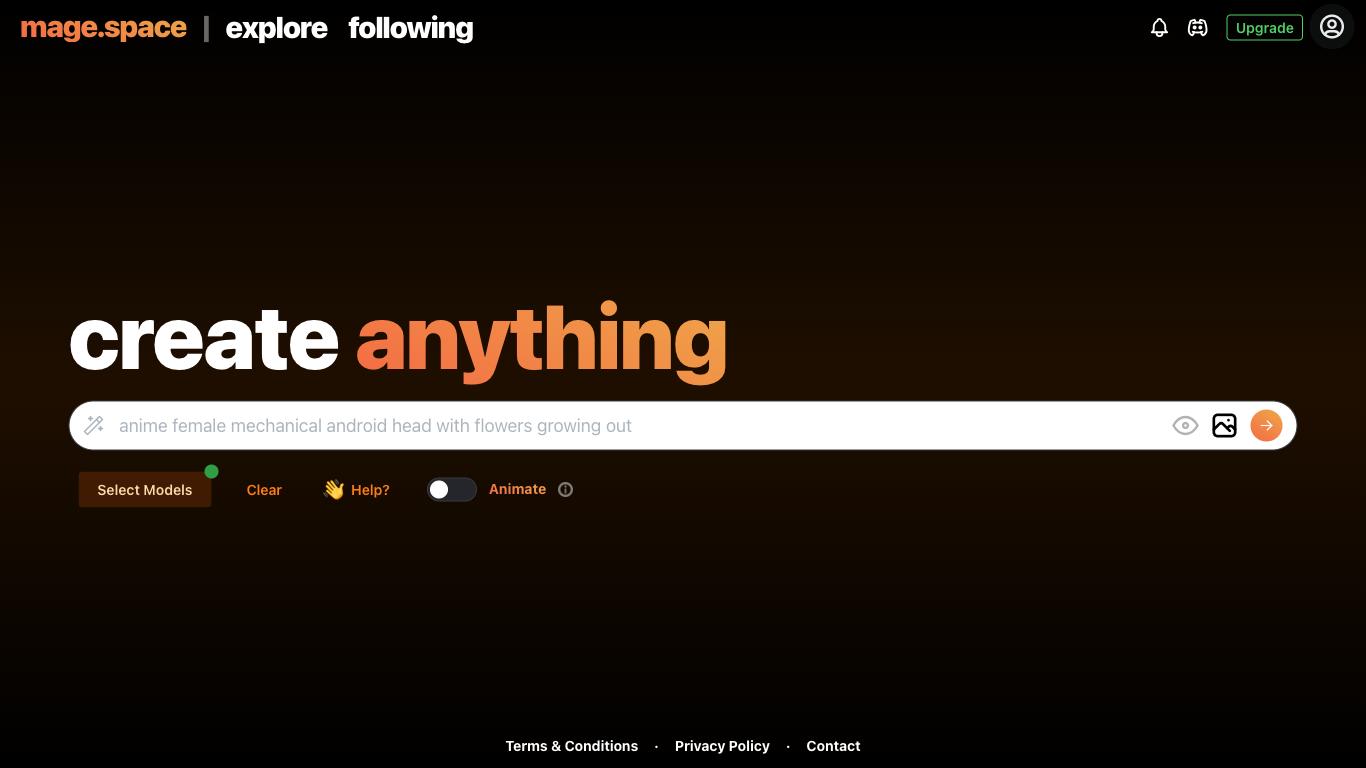 mage.space | explore following Upgrade
create anything
anime female mechanical android head with flowers growing out
Select Models Clear 👋 Help? Animate
Terms & Conditions · Privacy Policy · Contact